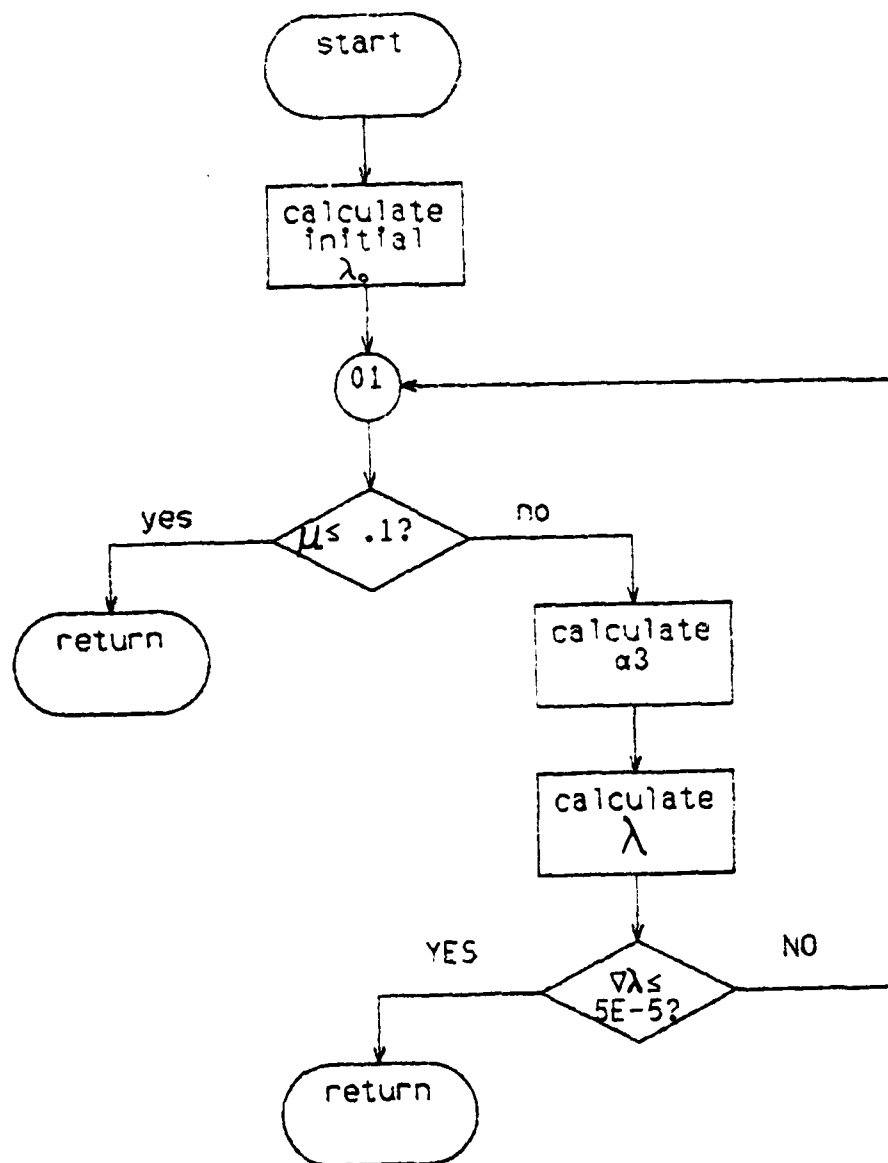 start
calculate
initial
λ₀
01
yes
μ≤ .1?
no
return
calculate
α3
calculate
λ
YES
∇λ≤
5E-5?
NO
return